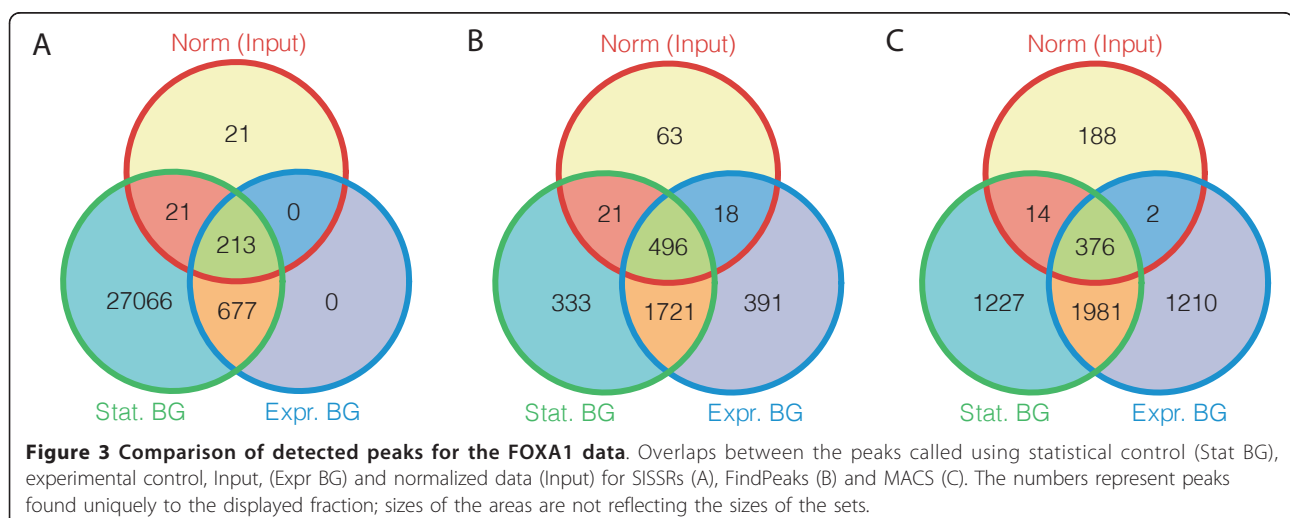 A
Norm (Input)
21
21
0
213
27066
677
0
Stat. BG
Expr. BG
B
Norm (Input)
63
21
18
496
333
1721
391
Stat. BG
Expr. BG
C
Norm (Input)
188
14
2
376
1227
1981
1210
Stat. BG
Expr. BG
Figure 3 Comparison of detected peaks for the FOXA1 data. Overlaps between the peaks called using statistical control (Stat BG),
experimental control, Input, (Expr BG) and normalized data (Input) for SISSRs (A), FindPeaks (B) and MACS (C). The numbers represent peaks
found uniquely to the displayed fraction; sizes of the areas are not reflecting the sizes of the sets.